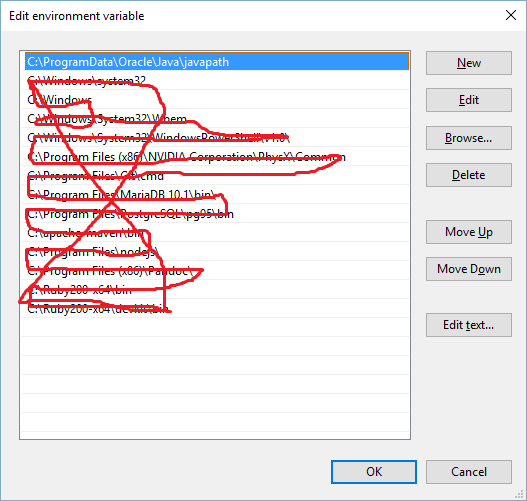 Edit environment variable
C:\ProgramData\Oracle\Java\javapath
C:\Windows\system32
C:\Windows
C:\Windows\System32\Wbem
C:\Windows\System32\WindowsPowerShell\v1.0\
C:\Program Files (x86)\NVIDIA Corporation\PhysX\Common
C:\Program Files\Git\cmd
C:\Program Files\MariaDB 10.1\bin\
C:\Program Files\PostgreSQL\pg95\bin
C:\apache-maven\bin
C:\Program Files\nodejs\
C:\Program Files (x86)\Pandoc\
C:\Ruby200-x64\bin
C:\Ruby200-x64\devkit\bin
New
Edit
Browse...
Delete
Move Up
Move Down
Edit text...
OK
Cancel